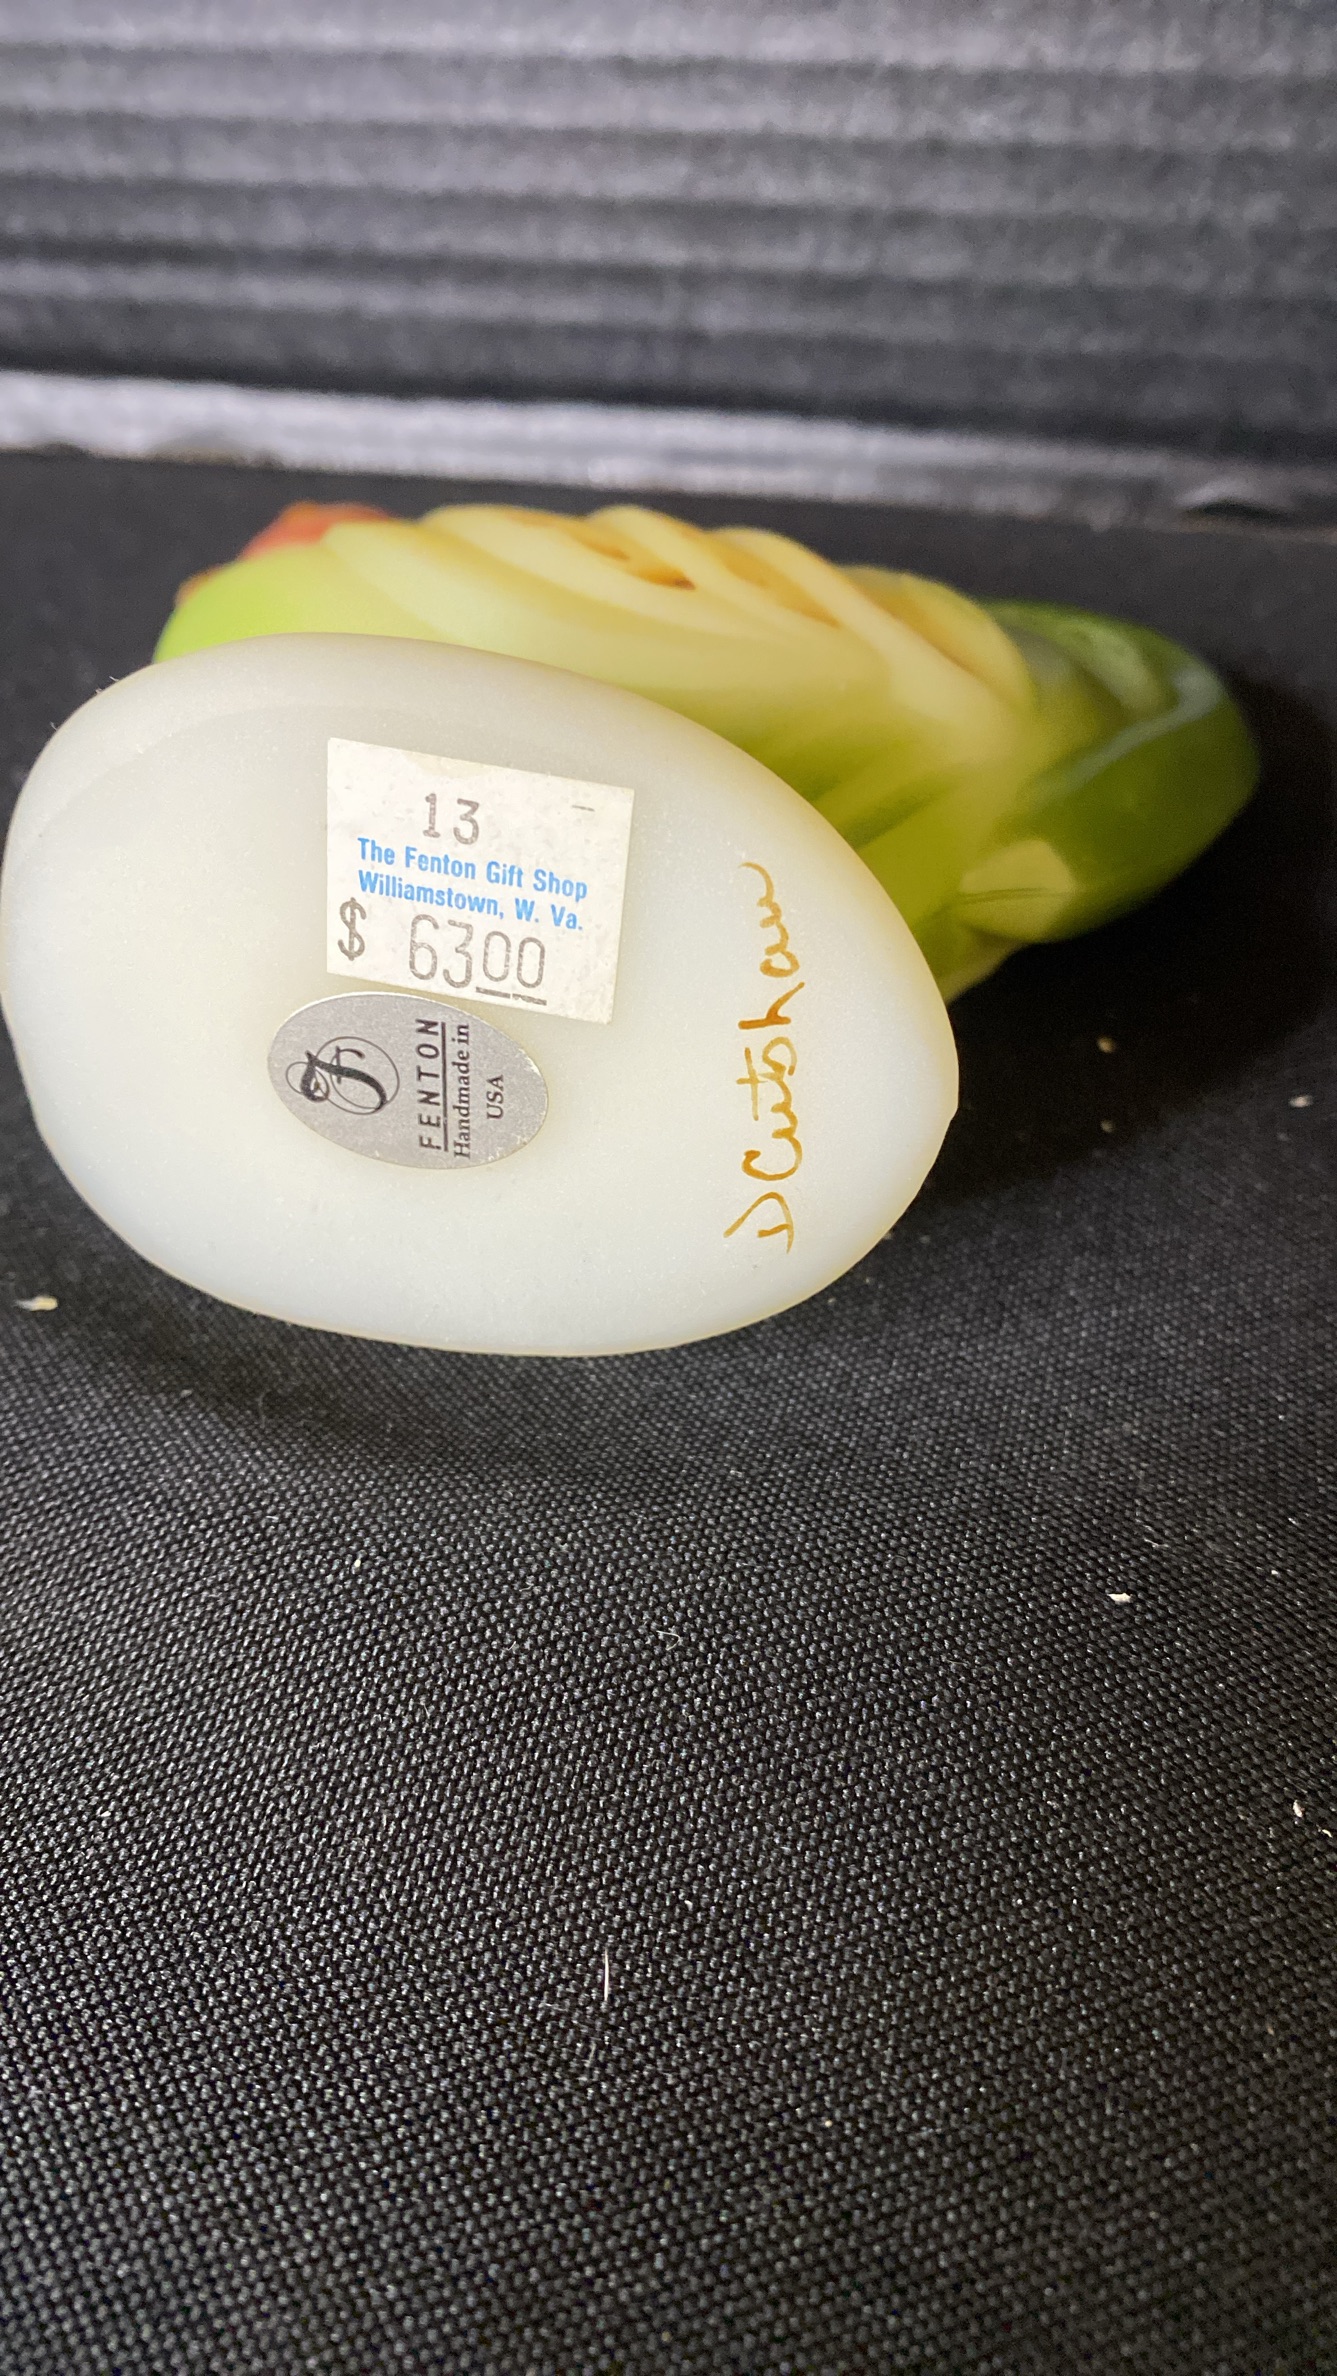 13
The Fenton Gift Shop
Williamstown, W. Va.
$ 6300
FENTON
Handmade in
USA
D Cutshaw